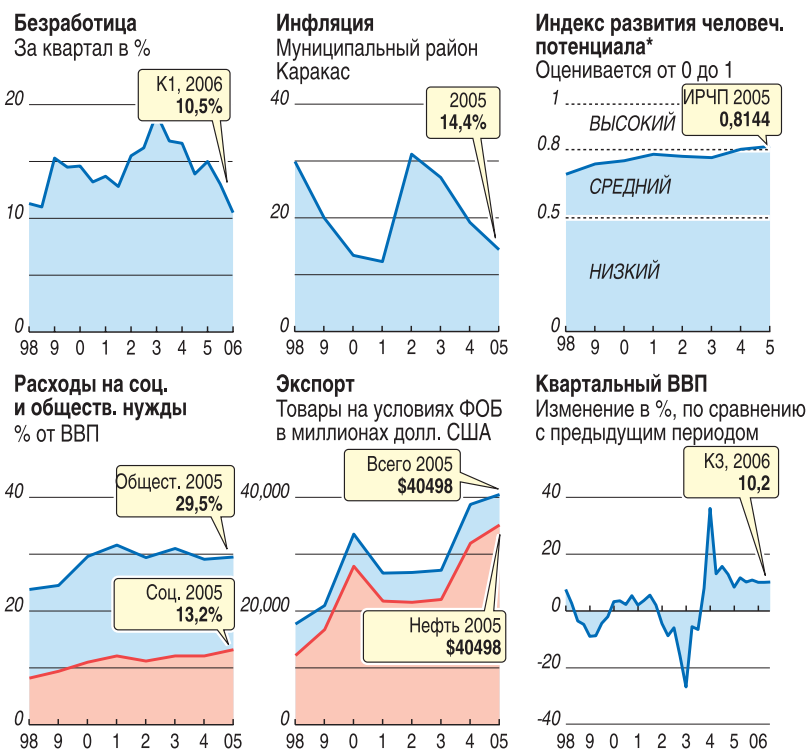 Безработица
За квартал в %
К1, 2006
10,5%
20
10
0
98 9 0 1 2 3 4 5 06
Инфляция
Муниципальный район
Каракас
2005
14,4%
40
20
0
98 9 0 1 2 3 4 05
Индекс развития человеч.
потенциала*
Оценивается от 0 до 1
ИРЧП 2005
0,8144
1
ВЫСОКИЙ
0.8
СРЕДНИЙ
0.5
НИЗКИЙ
0
98 9 0 1 2 3 4 5
Расходы на соц.
и обществ. нужды
% от ВВП
Общест. 2005
29,5%
40
Соц. 2005
13,2%
20
0
98 9 0 1 2 3 4 05
Экспорт
Товары на условиях ФОБ
в миллионах долл. США
Всего 2005
$40498
40,000
20,000
Нефть 2005
$40498
0
98 9 0 1 2 3 4 05
Квартальный ВВП
Изменение в %, по сравнению
с предыдущим периодом
К3, 2006
10,2
40
20
0
-20
-40
98 9 0 1 2 3 4 5 06